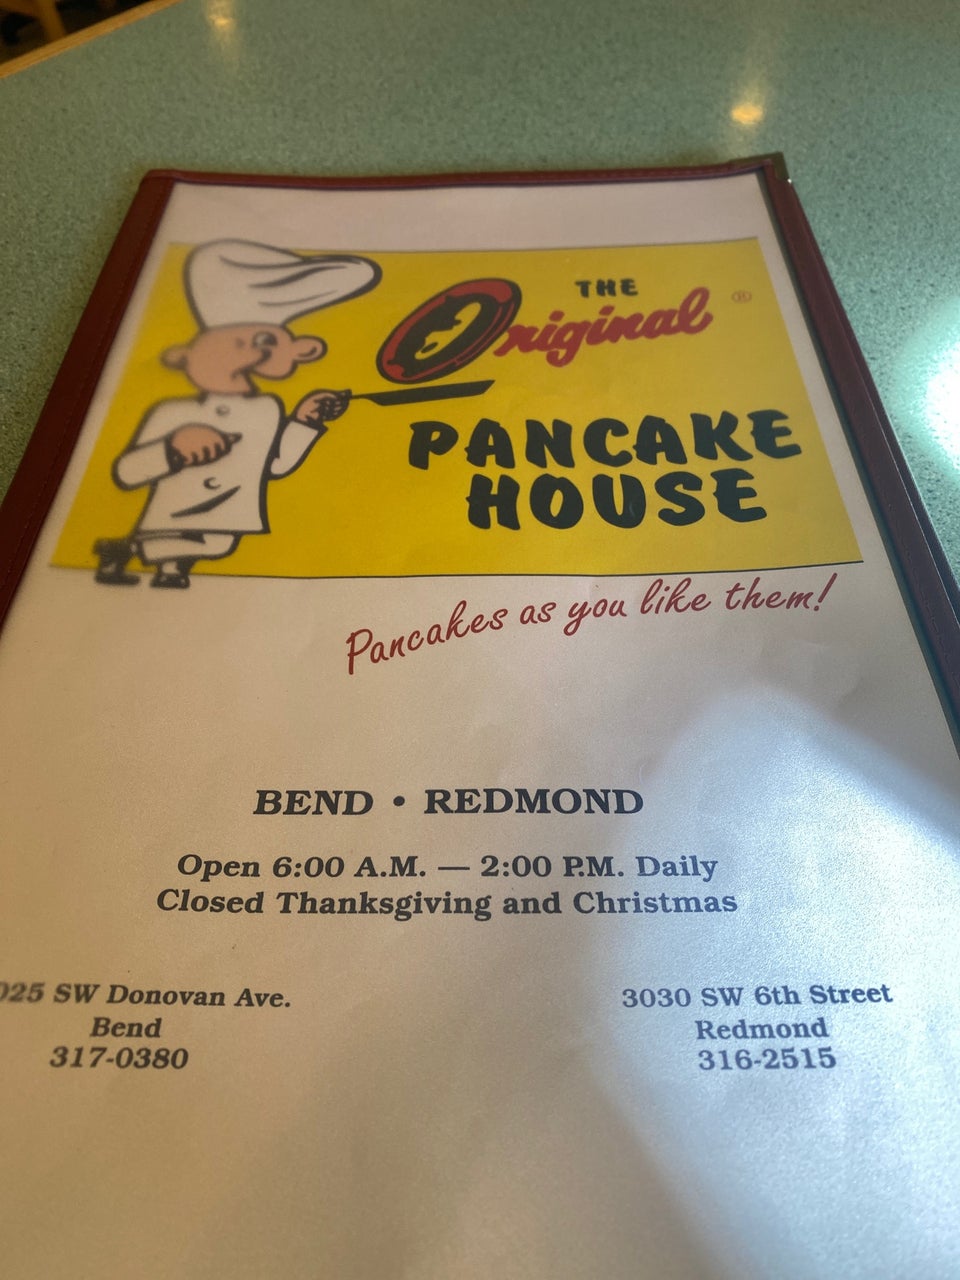 THE
Original ®
PANCAKE
HOUSE
Pancakes as you like them!
BEND • REDMOND
Open 6:00 A.M. — 2:00 P.M. Daily
Closed Thanksgiving and Christmas
025 SW Donovan Ave.
Bend
317-0380
3030 SW 6th Street
Redmond
316-2515